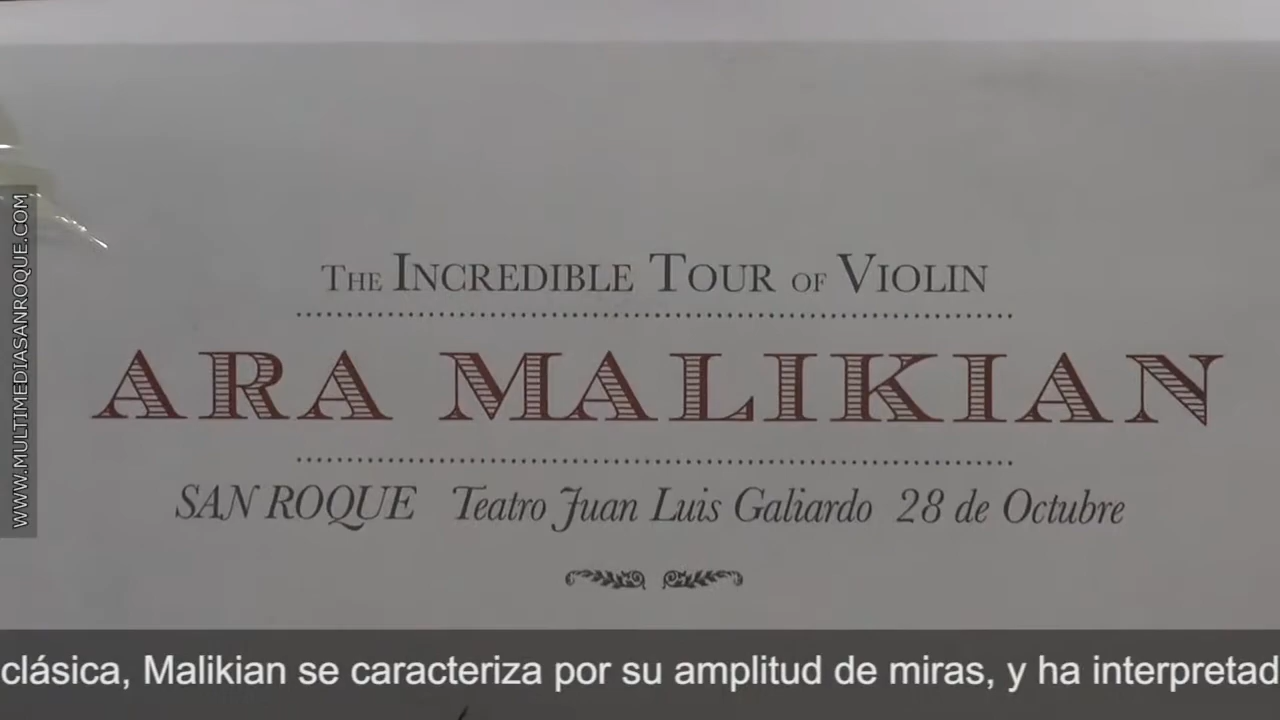 WWW.MULTIMEDIASANROQUE.COM
THE INCREDIBLE TOUR OF VIOLIN
ARA MALIKIAN
SAN ROQUE Teatro Juan Luis Galiardo 28 de Octubre
clásica, Malikian se caracteriza por su amplitud de miras, y ha interpretad